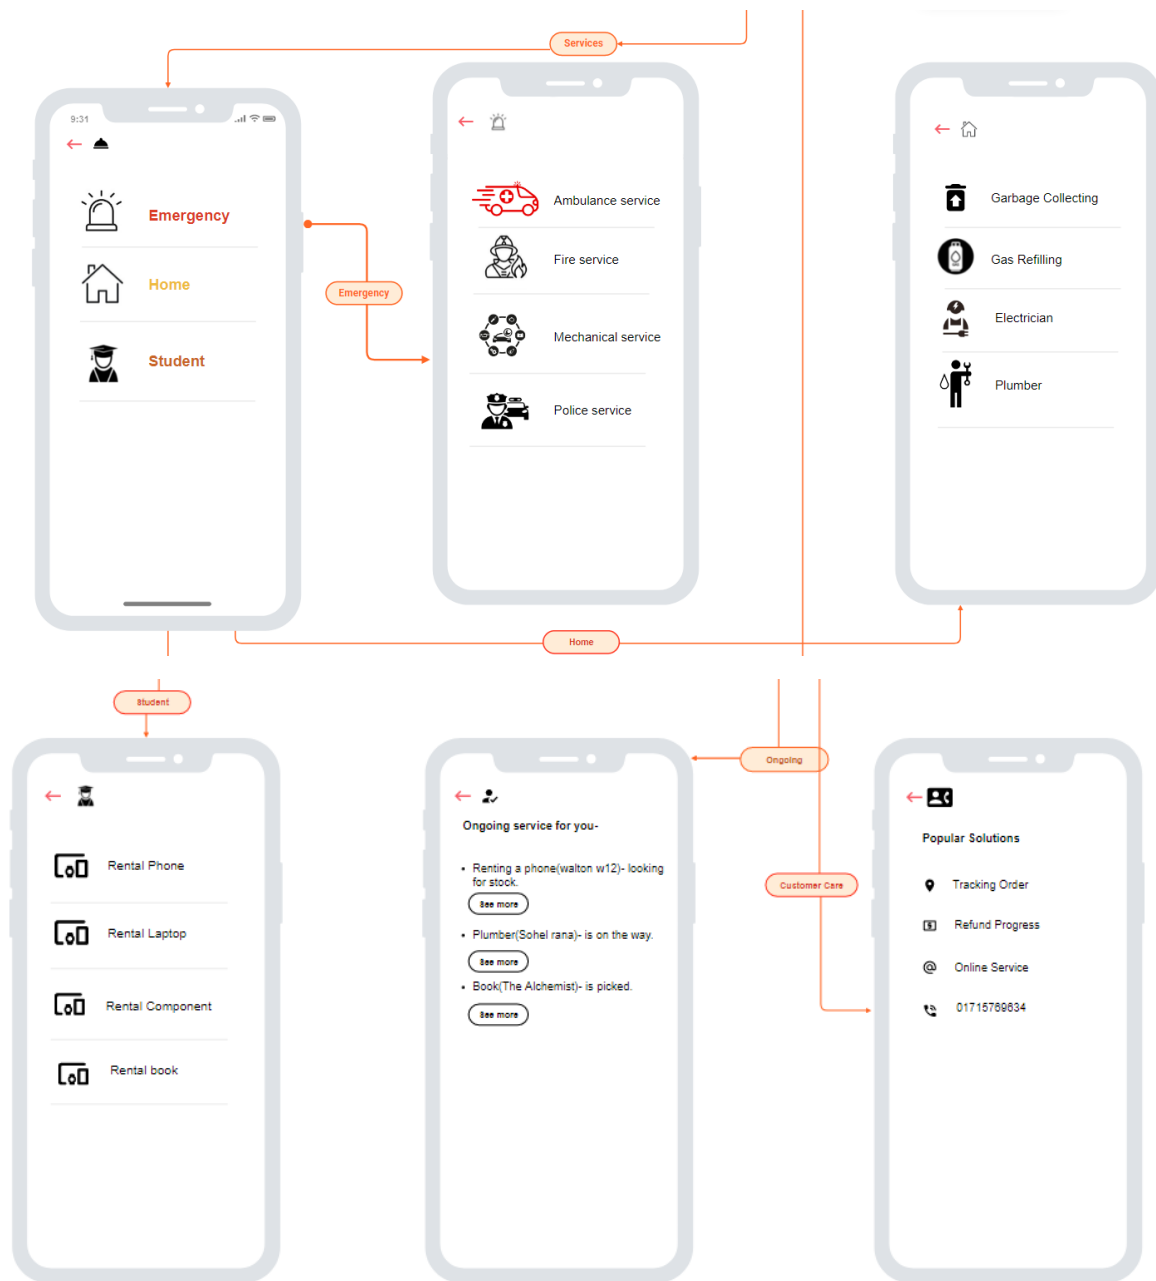 Services
9:31
Emergency
Home
Student
Emergency
Ambulance service
Fire service
Mechanical service
Police service
Garbage Collecting
Gas Refilling
Electrician
Plumber
Home
Student
Rental Phone
Rental Laptop
Rental Component
Rental book
Ongoing
Ongoing service for you-
• Renting a phone(walton w12)- looking
for stock.
See more
• Plumber(Sohel rana)- is on the way.
See more
• Book(The Alchemist)- is picked.
See more
Customer Care
Popular Solutions
Tracking Order
Refund Progress
Online Service
01715769634